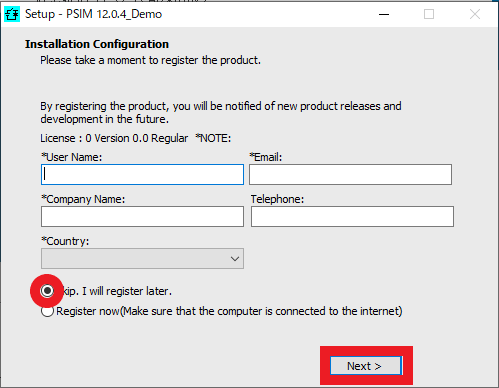 Setup - PSIM 12.0.4_Demo
Installation Configuration
Please take a moment to register the product.
By registering the product, you will be notified of new product releases and
development in the future.
License : 0 Version 0.0 Regular *NOTE:
*User Name:
*Email:
*Company Name:
Telephone:
*Country:
kip. I will register later.
Register now(Make sure that the computer is connected to the internet)
Next >